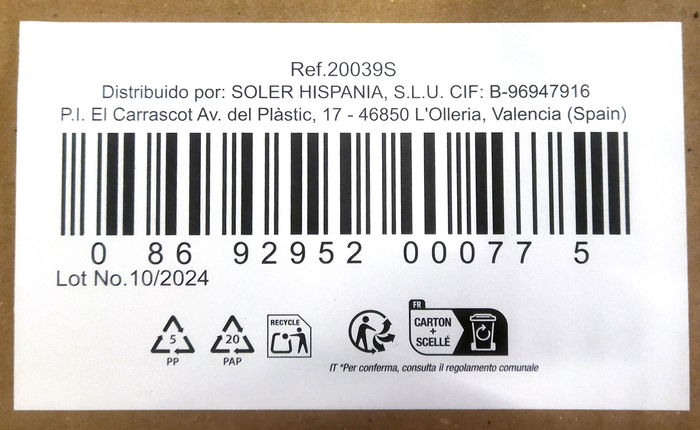 Ref.20039S
Distribuido por: SOLER HISPANIA, S.L.U. CIF: B-96947916
P.I. El Carrascot Av. del Plàstic, 17 - 46850 L'Olleria, Valencia (Spain)
0 86 92952 00077 5
Lot No.10/2024
5
PP
20
PAP
RECYCLE
FR
CARTON
+
SCELLÉ
IT *Per conferma, consulta il regolamento comunale